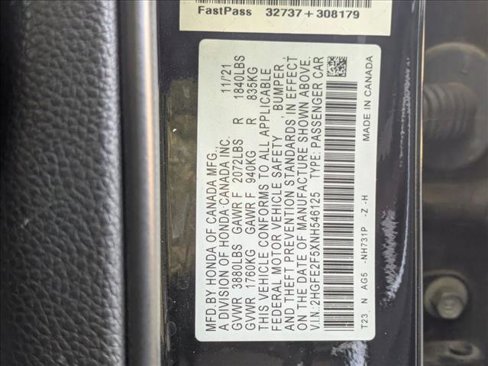 FastPass 32737+308179
MFD.BY HONDA OF CANADA MFG., 11/21
A DIVISION OF HONDA CANADA INC.
GVWR 3880LBS GAWR F 2072LBS R 1840LBS
GVWR 1760KG GAWR F 940KG R 835KG
THIS VEHICLE CONFORMS TO ALL APPLICABLE
FEDERAL MOTOR VEHICLE SAFETY, BUMPER,
AND THEFT PREVENTION STANDARDS IN EFFECT
ON THE DATE OF MANUFACTURE SHOWN ABOVE.
V.I.N.:2HGFE2F5XNH546125 TYPE: PASSENGER CAR
T23_N AG5 -NH731P -Z-H MADE IN CANADA